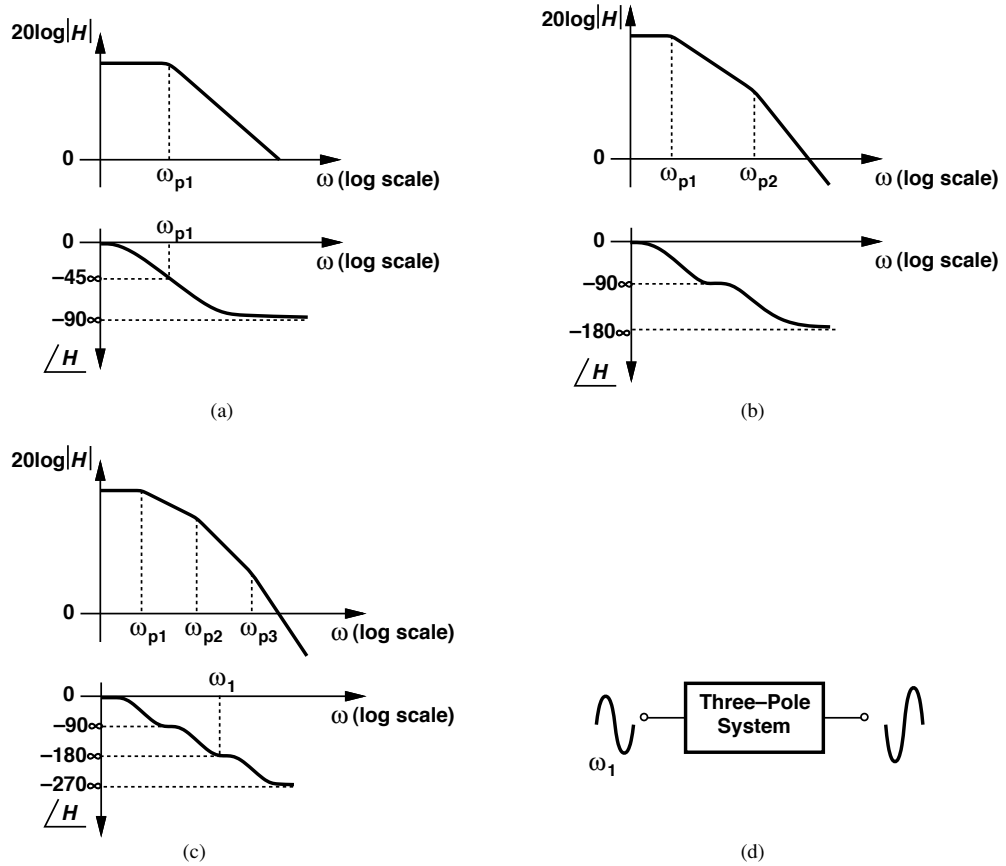 20log|H|
0
ωp1
ω (log scale)
ωp1
0
ω (log scale)
−45∞
−90∞
/H
(a)
20log|H|
0
ωp1
ωp2
ω (log scale)
0
ω (log scale)
−90∞
−180∞
/H
(b)
20log|H|
0
ωp1
ωp2
ωp3
ω (log scale)
ω1
0
ω (log scale)
−90∞
−180∞
−270∞
/H
(c)
Three−Pole
System
ω1
(d)